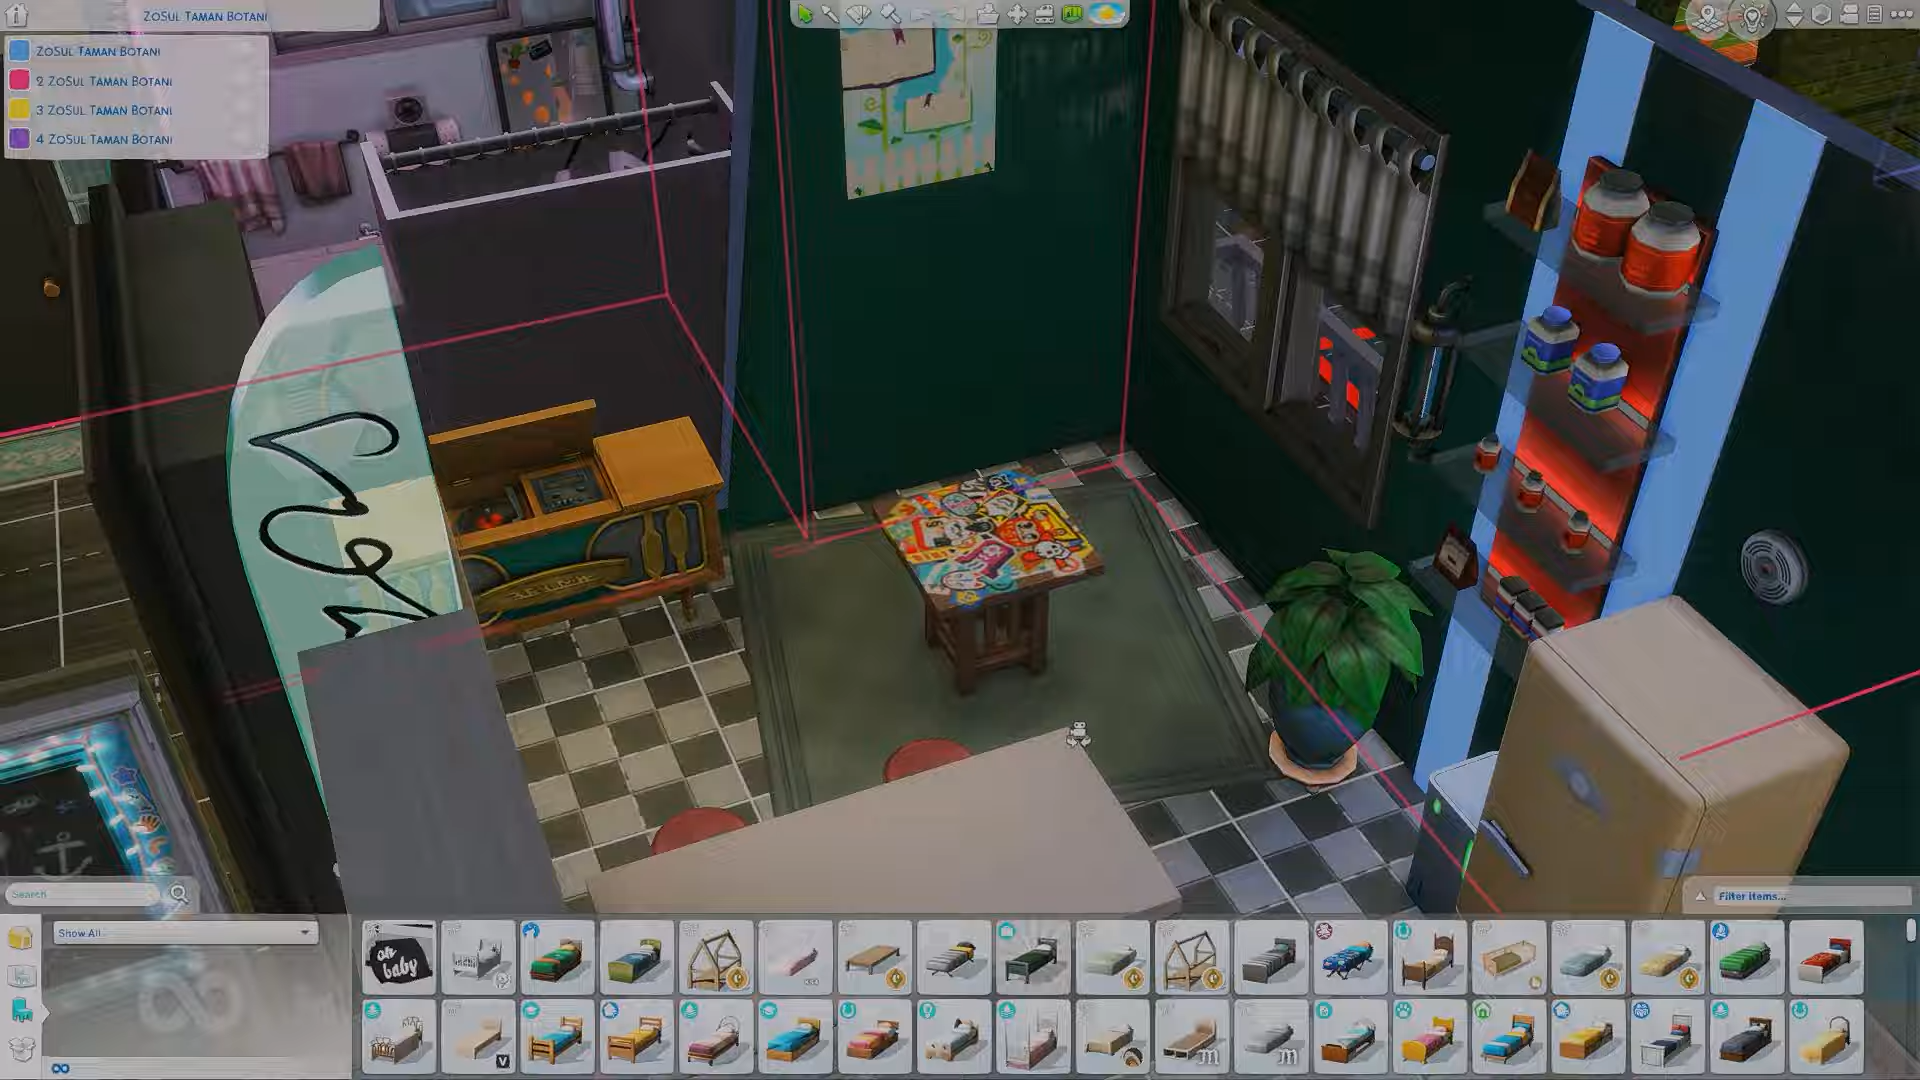 ZoSul Taman Botani
ZoSul Taman Botani
2 ZoSul Taman Botani
3 ZoSul Taman Botani
4 ZoSul Taman Botani
Search
Filter Items...
Show All
oh
baby